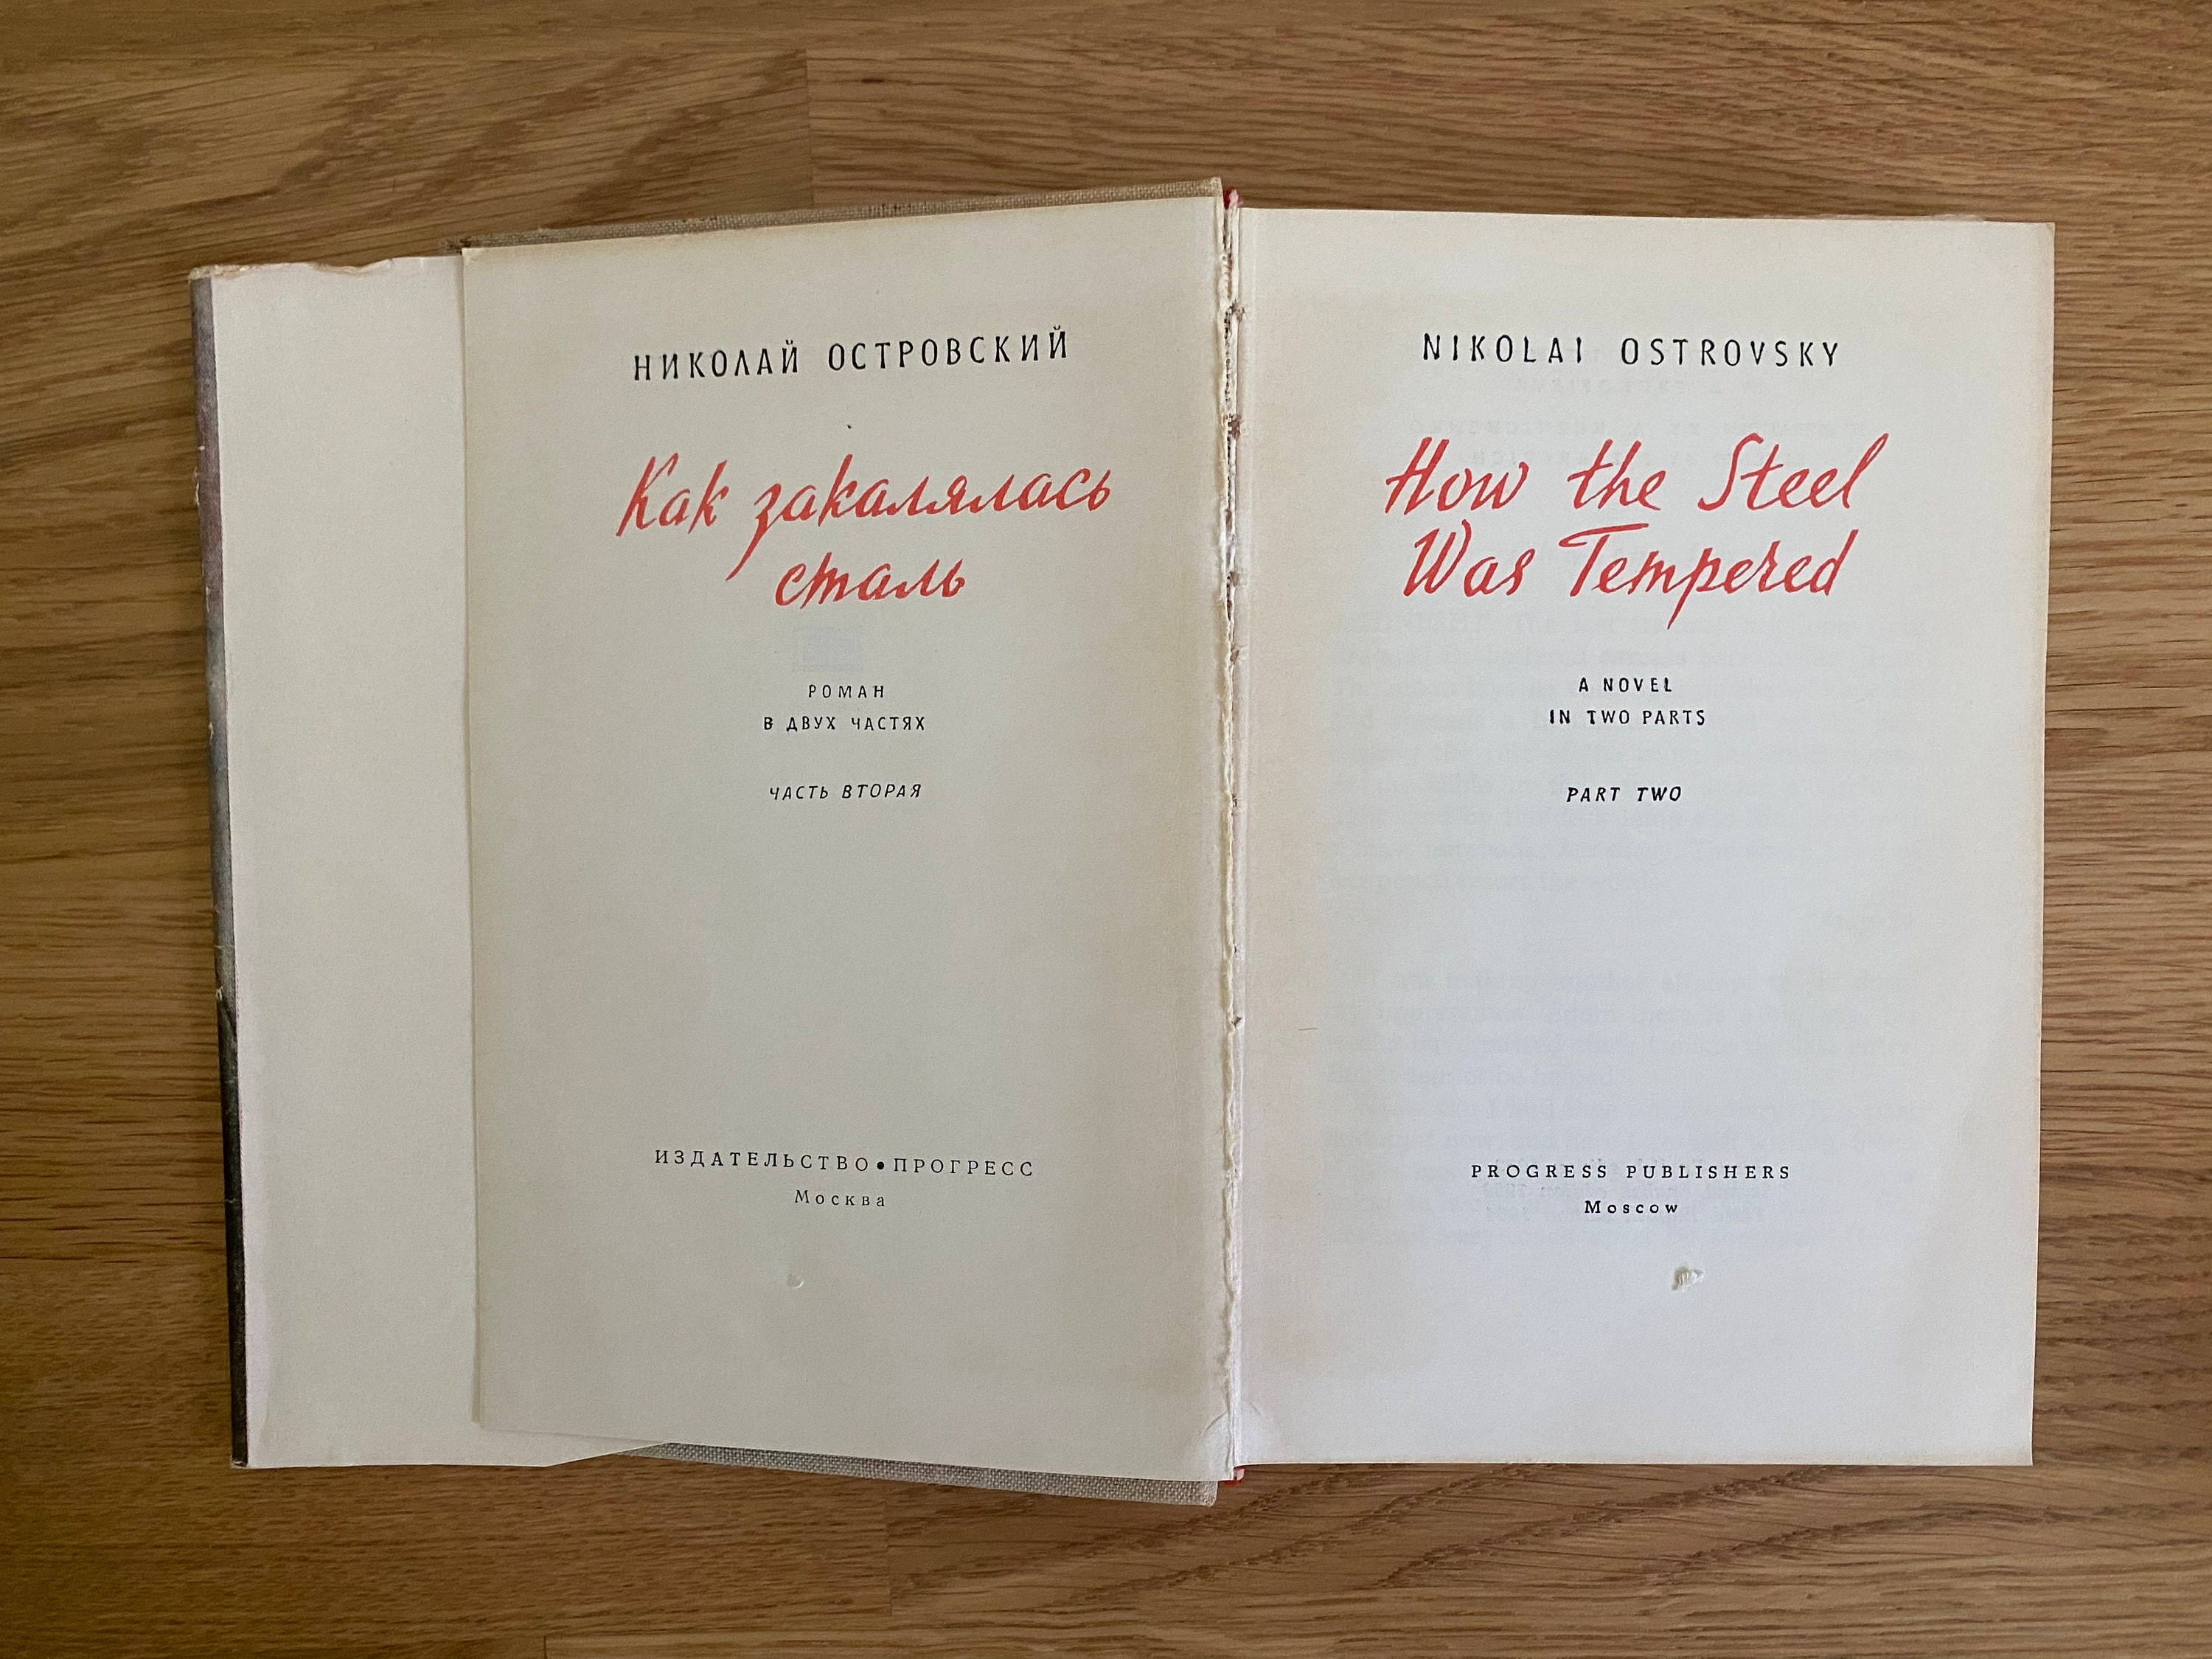 НИКОЛАЙ ОСТРОВСКИЙ
Как закалялась
сталь
РОМАН
В ДВУХ ЧАСТЯХ
ЧАСТЬ ВТОРАЯ
ИЗДАТЕЛЬСТВО•ПРОГРЕСС
Москва
NIKOLAI OSTROVSKY
How the Steel
Was Tempered
A NOVEL
IN TWO PARTS
PART TWO
PROGRESS PUBLISHERS
Moscow